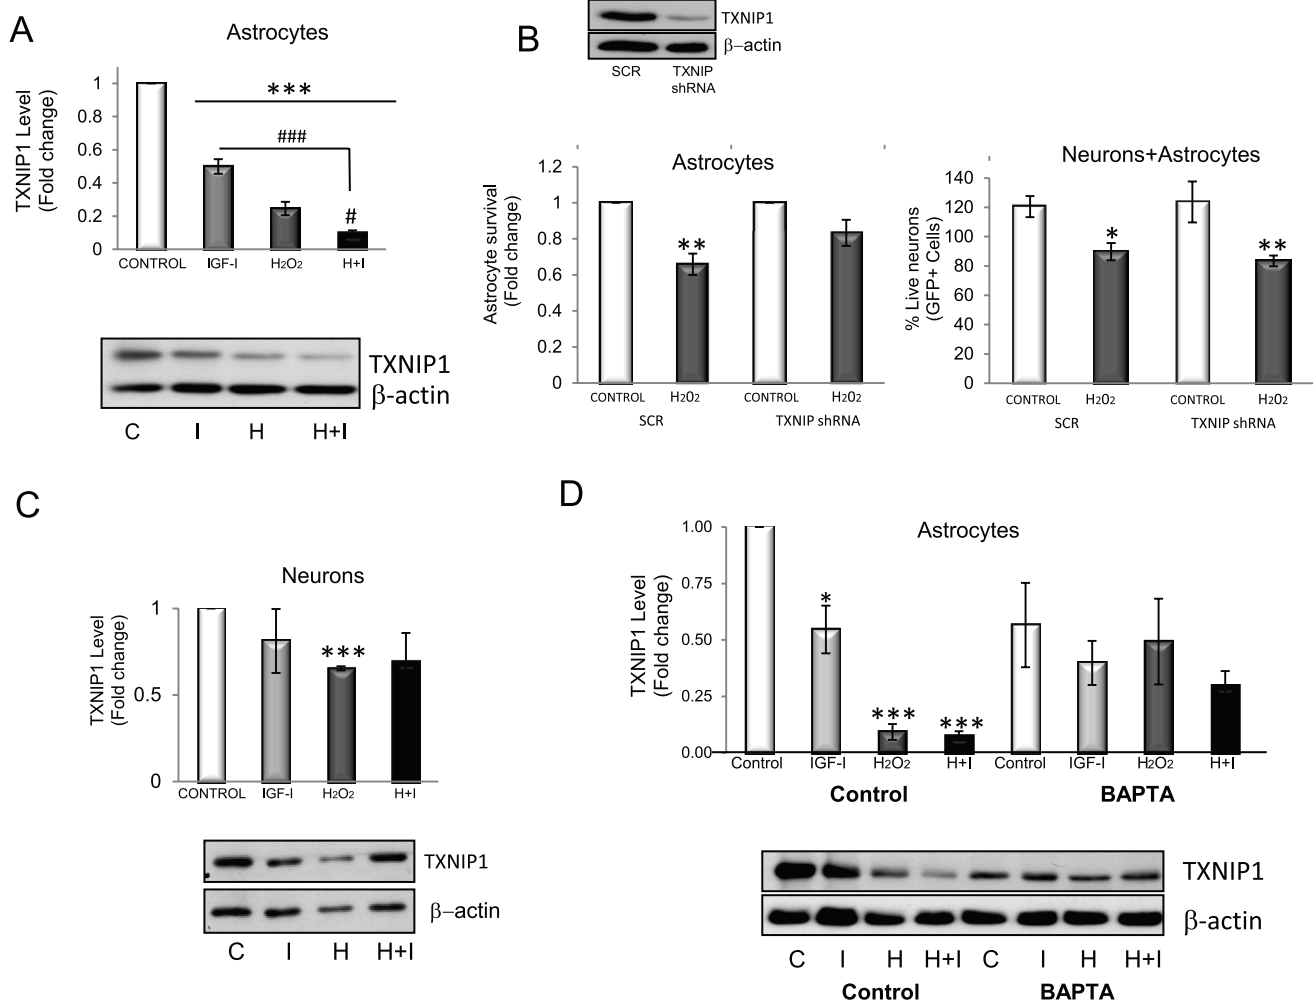 A
Astrocytes
TXNIP1 Level
(Fold change)
1
0.8
0.6
0.4
0.2
0
***
###
#
CONTROL IGF-I H2O2 H+I
TXNIP1
β-actin
C I H H+I
B
TXNIP1
β-actin
SCR TXNIP
shRNA
Astrocytes
Astrocyte survival
(Fold change)
1.2
1
0.8
0.6
0.4
0.2
0
**
CONTROL H2O2 CONTROL H2O2
SCR TXNIP shRNA
Neurons+Astrocytes
% Live neurons
(GFP+ Cells)
140
120
100
80
60
40
20
0
*
**
CONTROL H2O2 CONTROL H2O2
SCR TXNIP shRNA
C
Neurons
TXNIP1 Level
(Fold change)
1
0.5
0
***
CONTROL IGF-I H2O2 H+I
TXNIP1
β-actin
C I H H+I
D
Astrocytes
TXNIP1 Level
(Fold change)
1.00
0.75
0.50
0.25
0.00
*
***
***
Control IGF-I H2O2 H+I Control IGF-I H2O2 H+I
Control BAPTA
TXNIP1
β-actin
C I H H+I C I H H+I
Control BAPTA